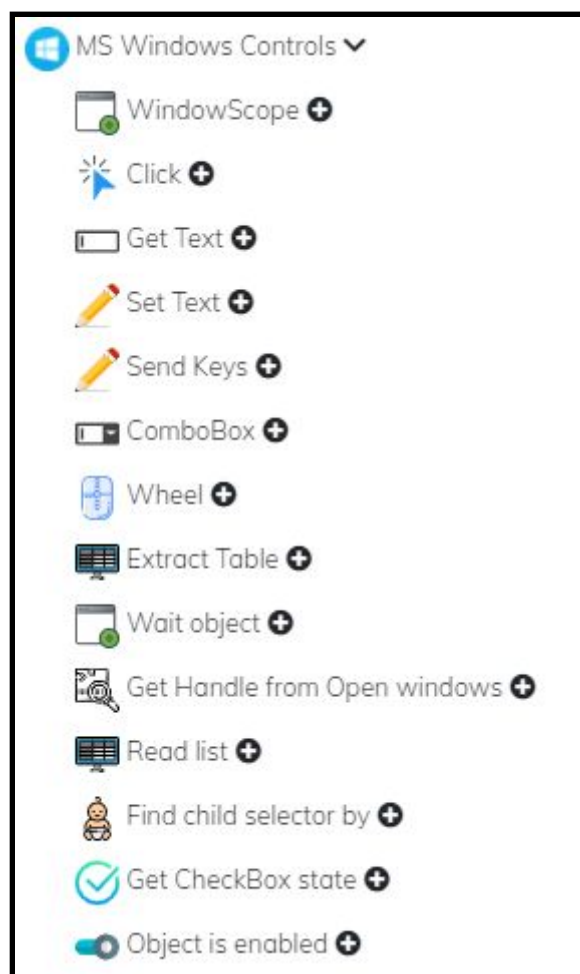 MS Windows Controls
WindowScope
Click
Get Text
Set Text
Send Keys
ComboBox
Wheel
Extract Table
Wait object
Get Handle from Open windows
Read list
Find child selector by
Get CheckBox state
Object is enabled